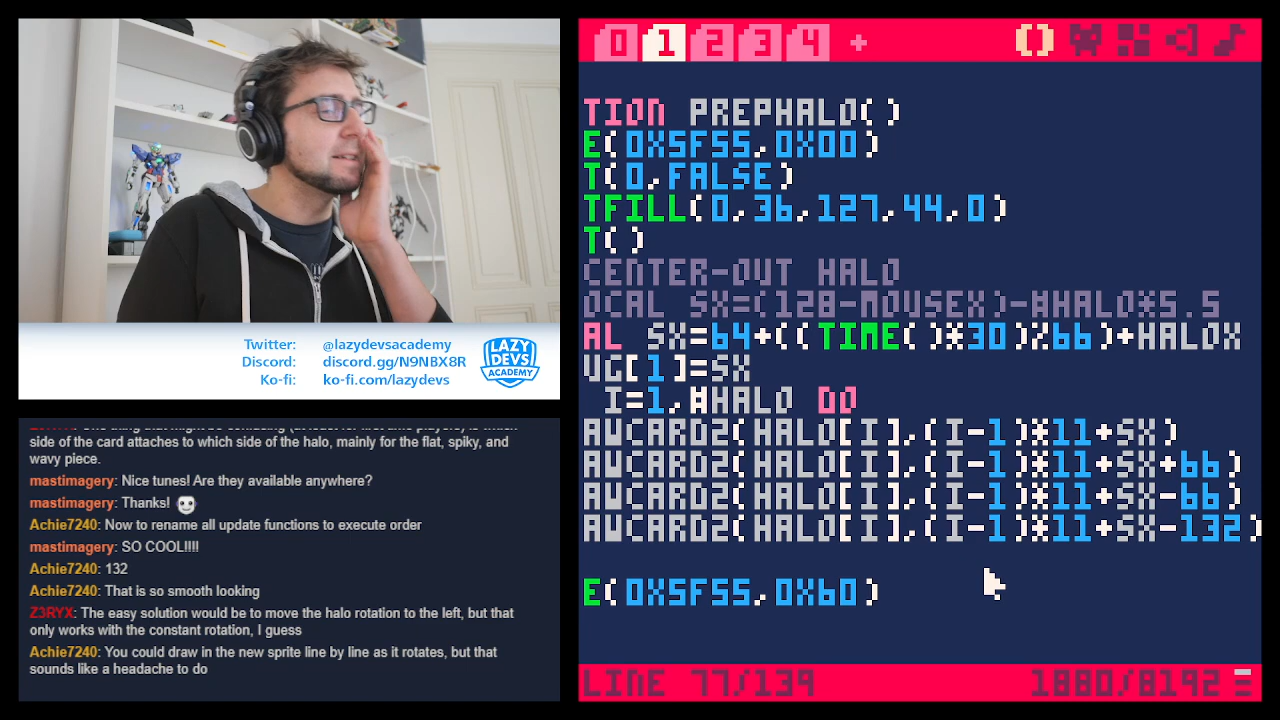 Twitter: @lazydevsacademy
Discord: discord.gg/N9NBX8R
Ko-fi: ko-fi.com/lazydevs
LAZY
DEVS
ACADEMY
side of the card attaches to which side of the halo, mainly for the flat, spiky, and
wavy piece.
mastimagery: Nice tunes! Are they available anywhere?
mastimagery: Thanks!
Achie7240: Now to rename all update functions to execute order
mastimagery: SO COOL!!!!
Achie7240: 132
Achie7240: That is so smooth looking
Z3RYX: The easy solution would be to move the halo rotation to the left, but that
only works with the constant rotation, I guess
Achie7240: You could draw in the new sprite line by line as it rotates, but that
sounds like a headache to do
0 1 2 3 4 +
TION PREPHALO()
E(0X5F55,0X00)
T(0,FALSE)
TFILL(0,36,127,44,0)
T()
CENTER-OUT HALO
OCAL SX=(128-MOUSEX)-#HALO*5.5
AL SX=64+((TIME()*30)%66)+HALOX
UG[1]=SX
I=1,#HALO DO
AWCARD2(HALO[I],(I-1)*11+SX)
AWCARD2(HALO[I],(I-1)*11+SX+66)
AWCARD2(HALO[I],(I-1)*11+SX-66)
AWCARD2(HALO[I],(I-1)*11+SX-132)
E(0X5F55,0X60)
LINE 77/139 1880/8192